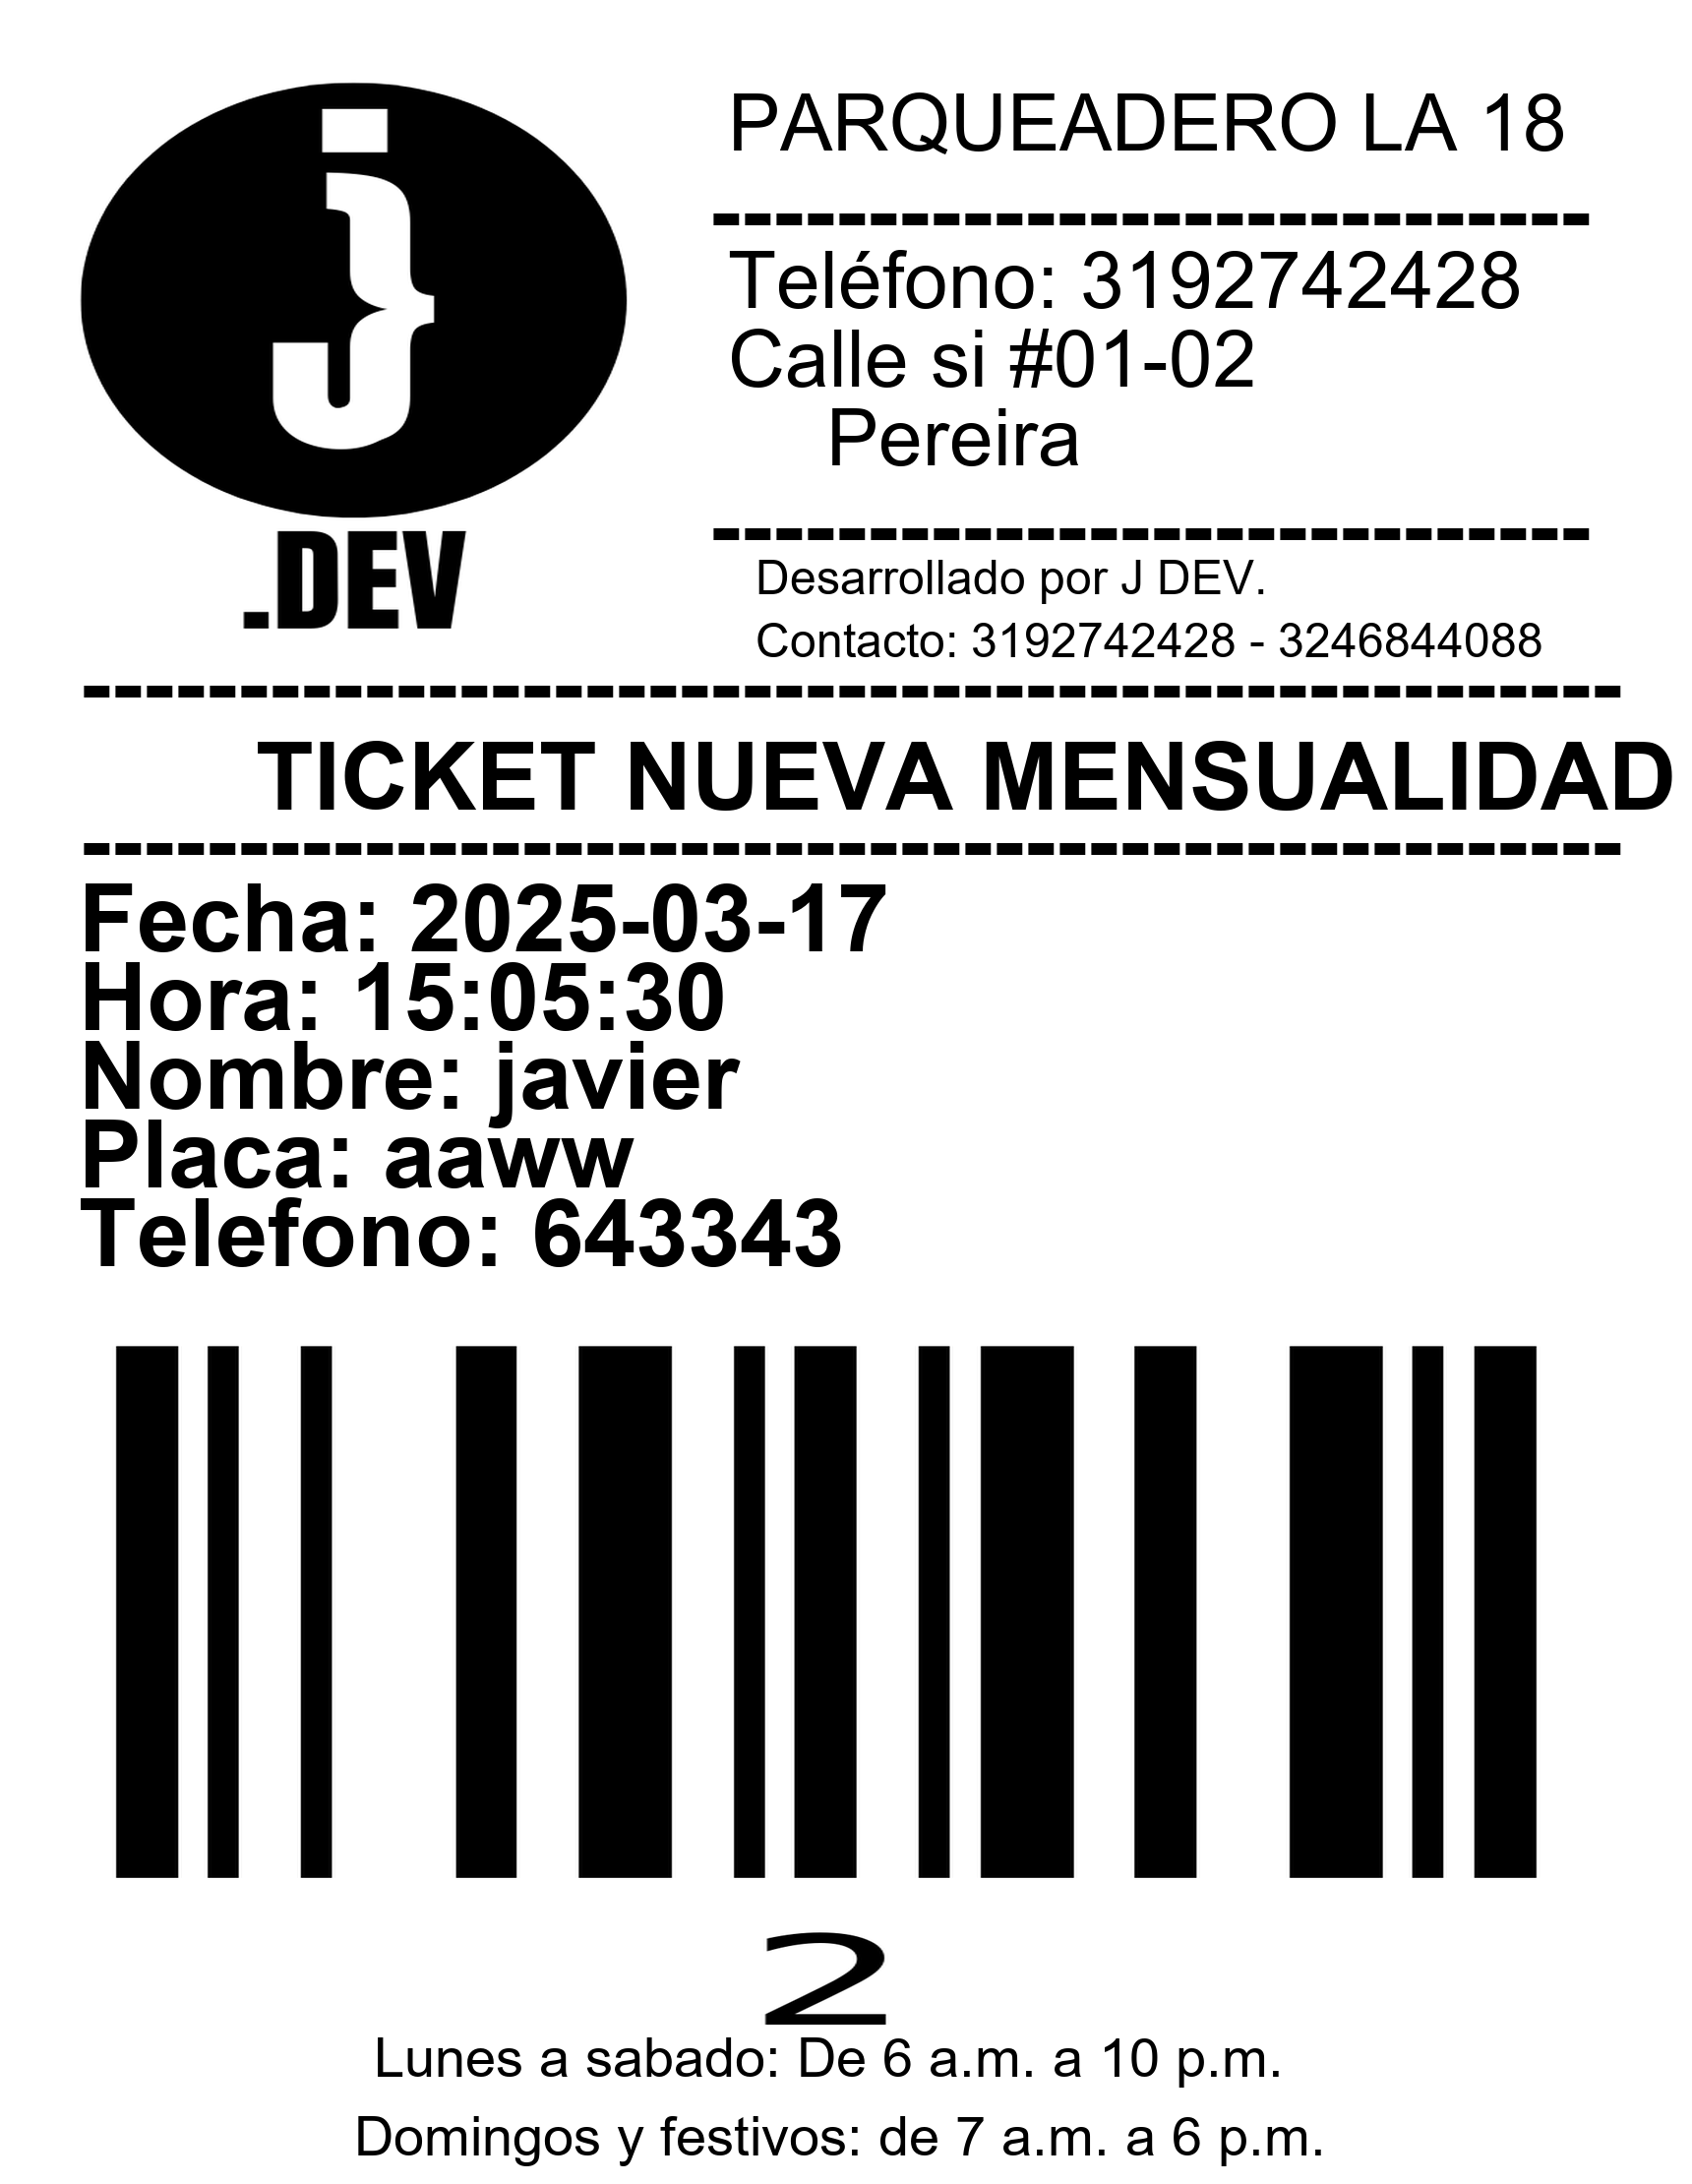 j
.DEV
PARQUEADERO LA 18
---------------------------
Teléfono: 3192742428
Calle si #01-02
Pereira
---------------------------
Desarrollado por J DEV.
Contacto: 3192742428 - 3246844088
-------------------------------------------------
TICKET NUEVA MENSUALIDAD
-------------------------------------------------
Fecha: 2025-03-17
Hora: 15:05:30
Nombre: javier
Placa: aaww
Telefono: 643343
2
Lunes a sabado: De 6 a.m. a 10 p.m.
Domingos y festivos: de 7 a.m. a 6 p.m.